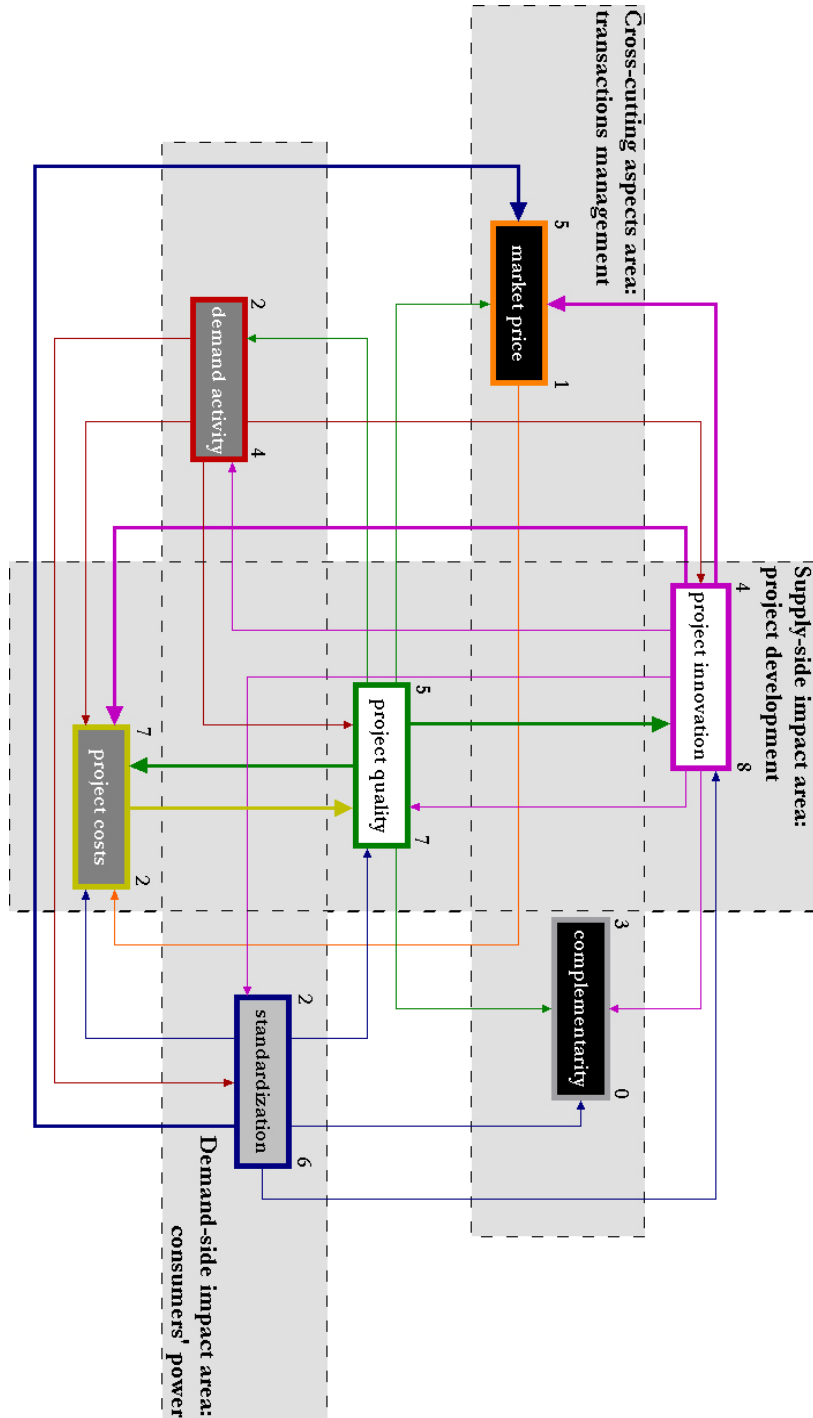 Supply-side impact area:
project development
4 8
project innovation
Cross-cutting aspects area:
transactions management
3 0
complementarity
5 1
market price
5 7
project quality
2 6
standardization
2 4
demand activity
Demand-side impact area:
consumers' power
7 2
project costs